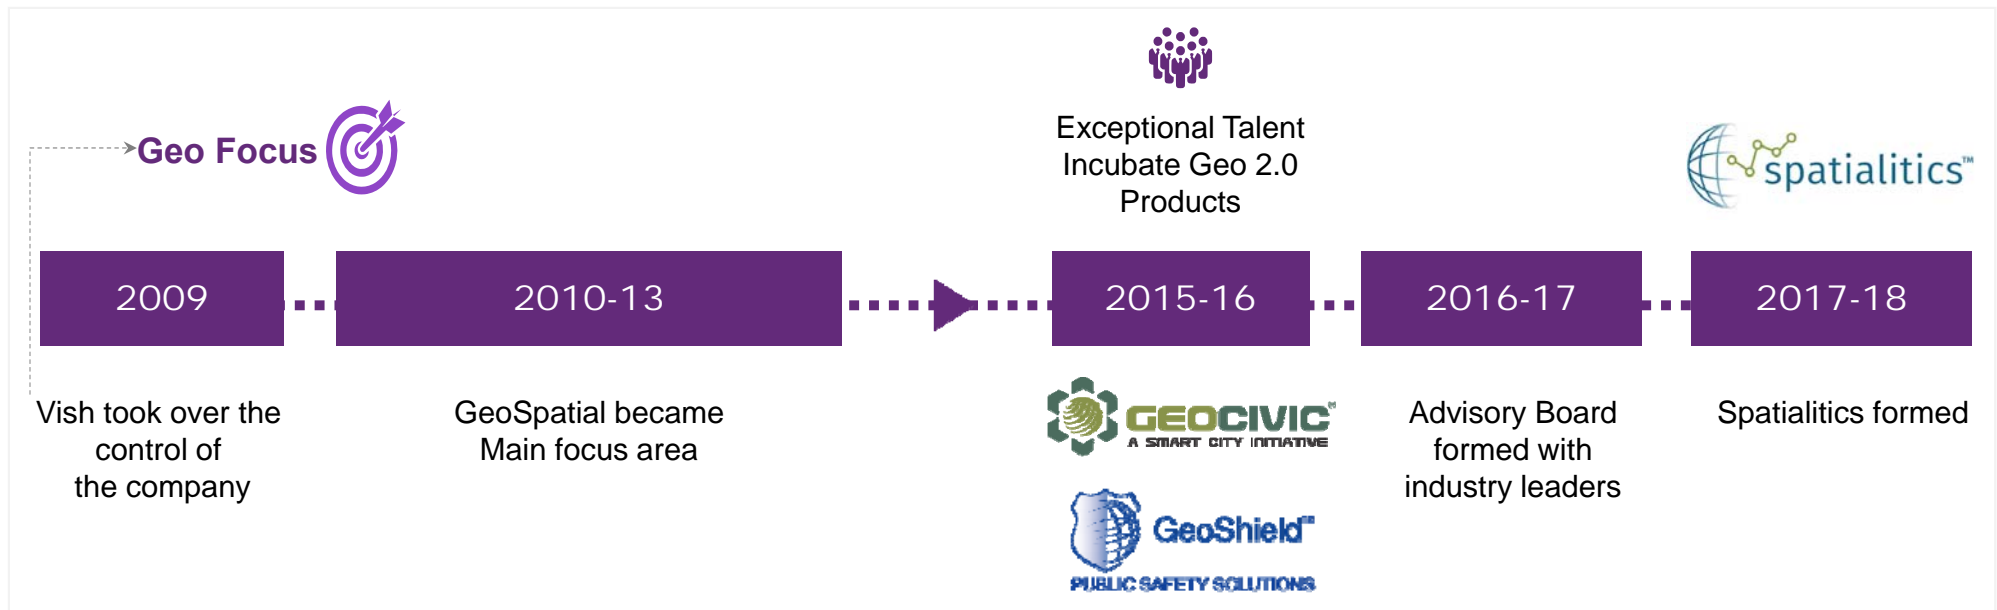 Geo Focus
Exceptional Talent
Incubate Geo 2.0
Products
spatialitics™
2009
2010-13
2015-16
2016-17
2017-18
Vish took over the
control of
the company
GeoSpatial became
Main focus area
GEOCIVIC™
A SMART CITY INITIATIVE
GeoShield™
PUBLIC SAFETY SOLUTIONS
Advisory Board
formed with
industry leaders
Spatialitics formed